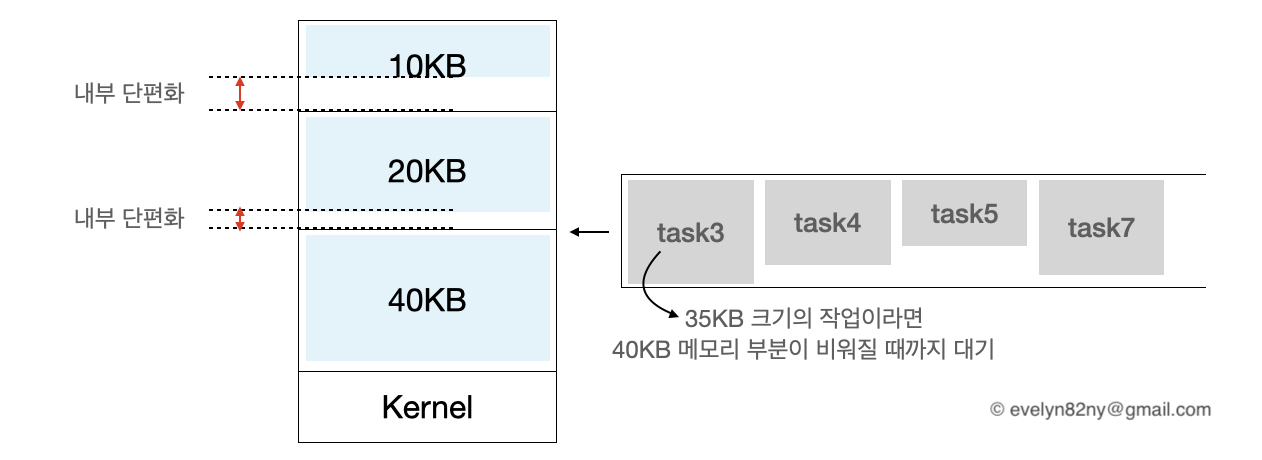 10KB
내부 단편화
20KB
내부 단편화
40KB
Kernel
task3
task4
task5
task7
35KB 크기의 작업이라면
40KB 메모리 부분이 비워질 때까지 대기
© evelyn82ny@gmail.com